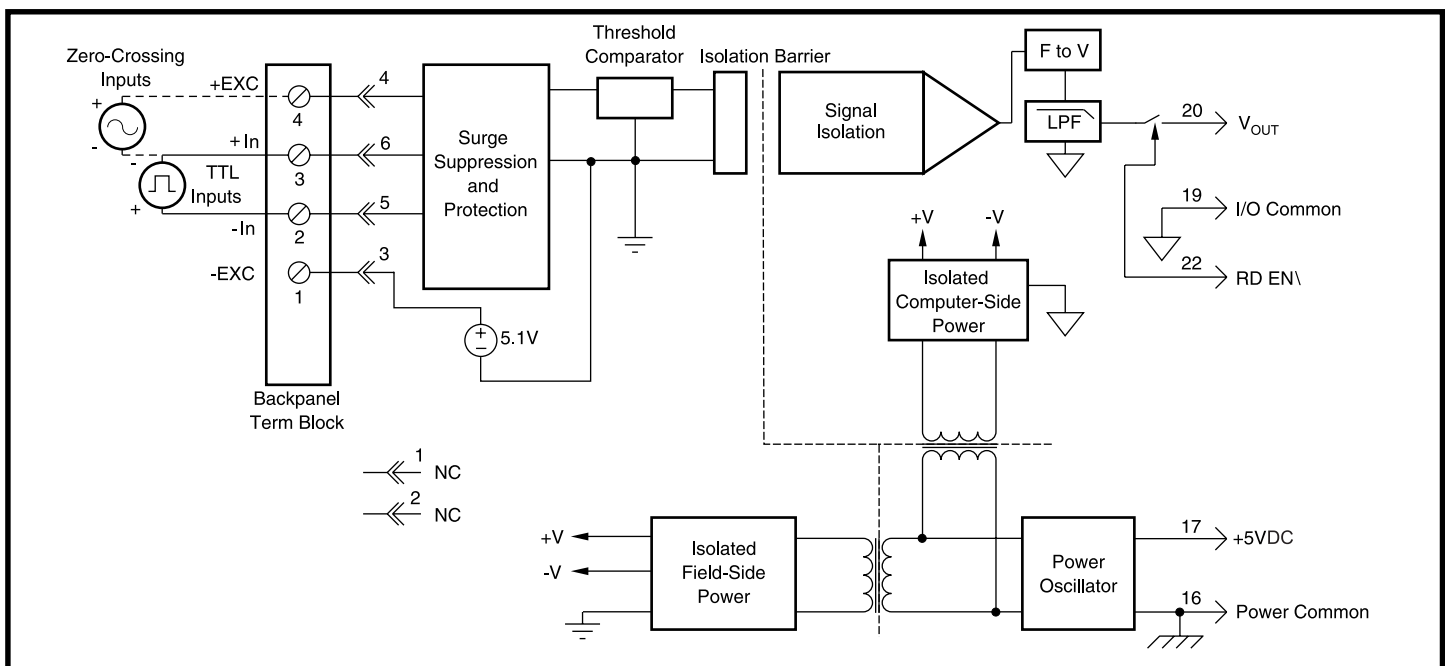 Zero-Crossing
Inputs
+EXC
4
4
+
-
+In
6
3
-
TTL
Inputs
+
5
-In
2
-EXC
3
1
Backpanel
Term Block
Surge
Suppression
and
Protection
+
−
5.1V
Threshold
Comparator
Isolation Barrier
Signal
Isolation
F to V
LPF
20
VOUT
19
I/O Common
22
RD EN\
+V
-V
Isolated
Computer-Side
Power
1
NC
2
NC
+V
-V
Isolated
Field-Side
Power
Power
Oscillator
17
+5VDC
16
Power Common